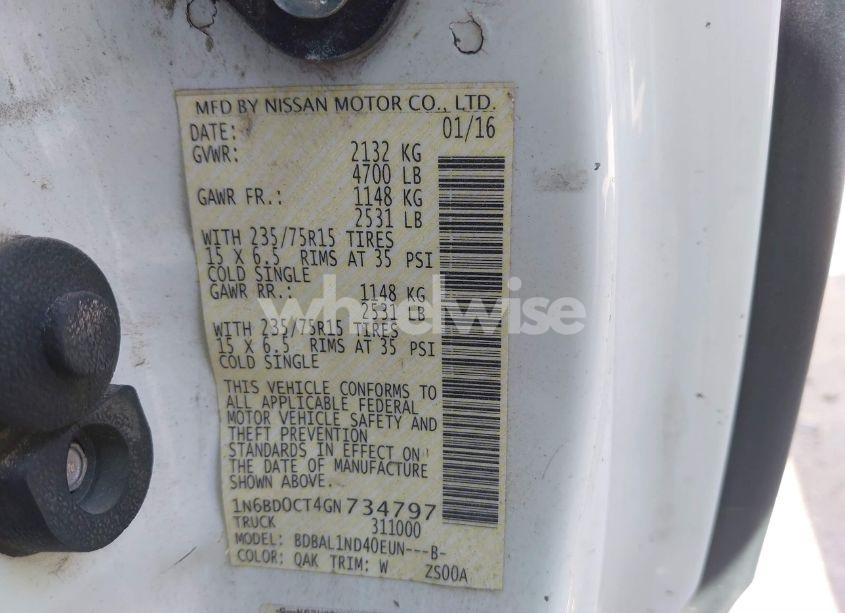 MFD BY NISSAN MOTOR CO., LTD.
DATE: 01/16
GVWR: 2132 KG
4700 LB
GAWR FR.: 1148 KG
2531 LB
WITH 235/75R15 TIRES
15 X 6.5 RIMS AT 35 PSI
COLD SINGLE
GAWR RR.: 1148 KG
2531 LB
wheelwise
WITH 235/75R15 TIRES
15 X 6.5 RIMS AT 35 PSI
COLD SINGLE
THIS VEHICLE CONFORMS TO
ALL APPLICABLE FEDERAL
MOTOR VEHICLE SAFETY AND
THEFT PREVENTION
STANDARDS IN EFFECT ON
THE DATE OF MANUFACTURE
SHOWN ABOVE.
1N6BD0CT4GN734797
TRUCK 311000
MODEL: BDBAL1ND40EUN---B-
COLOR: QAK TRIM: W ZS00A